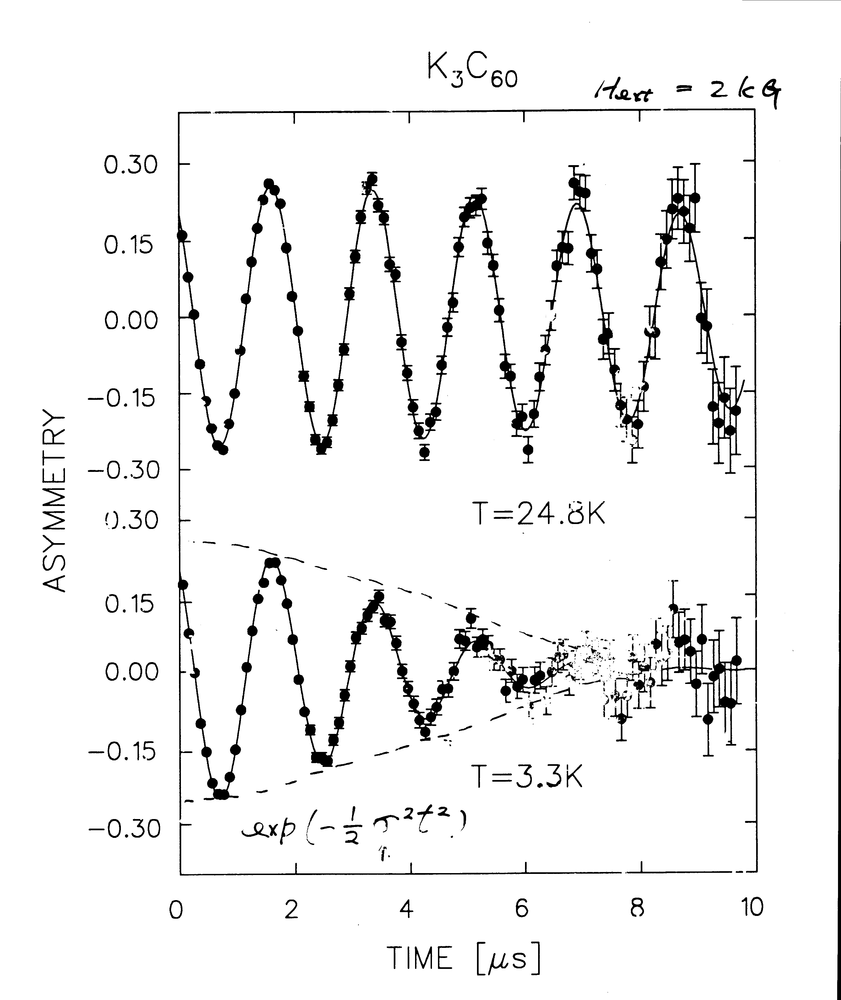 K₃C₆₀
Hext = 2 kG
0.30
0.15
0.00
−0.15
−0.30
T=24.8K
0.30
0.15
0.00
−0.15
T=3.3K
−0.30
exp(−½ σ²t²)
↑
ASYMMETRY
0 2 4 6 8 10
TIME [μs]